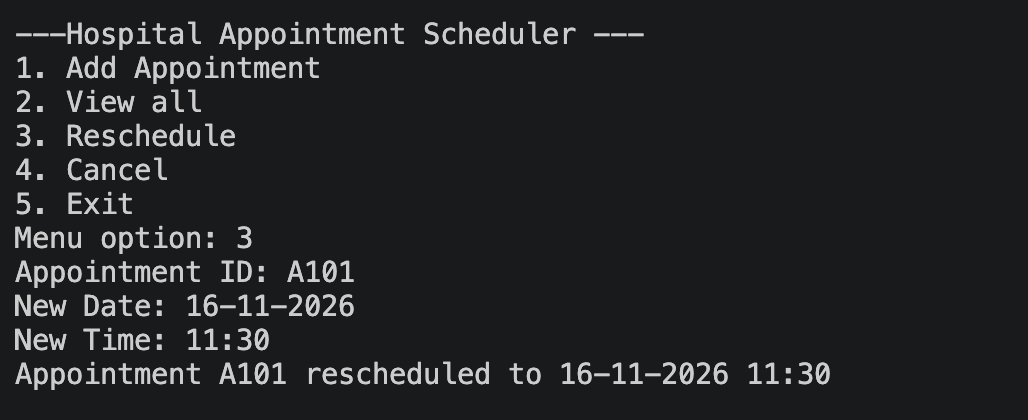 ---Hospital Appointment Scheduler ---
1. Add Appointment
2. View all
3. Reschedule
4. Cancel
5. Exit
Menu option: 3
Appointment ID: A101
New Date: 16-11-2026
New Time: 11:30
Appointment A101 rescheduled to 16-11-2026 11:30